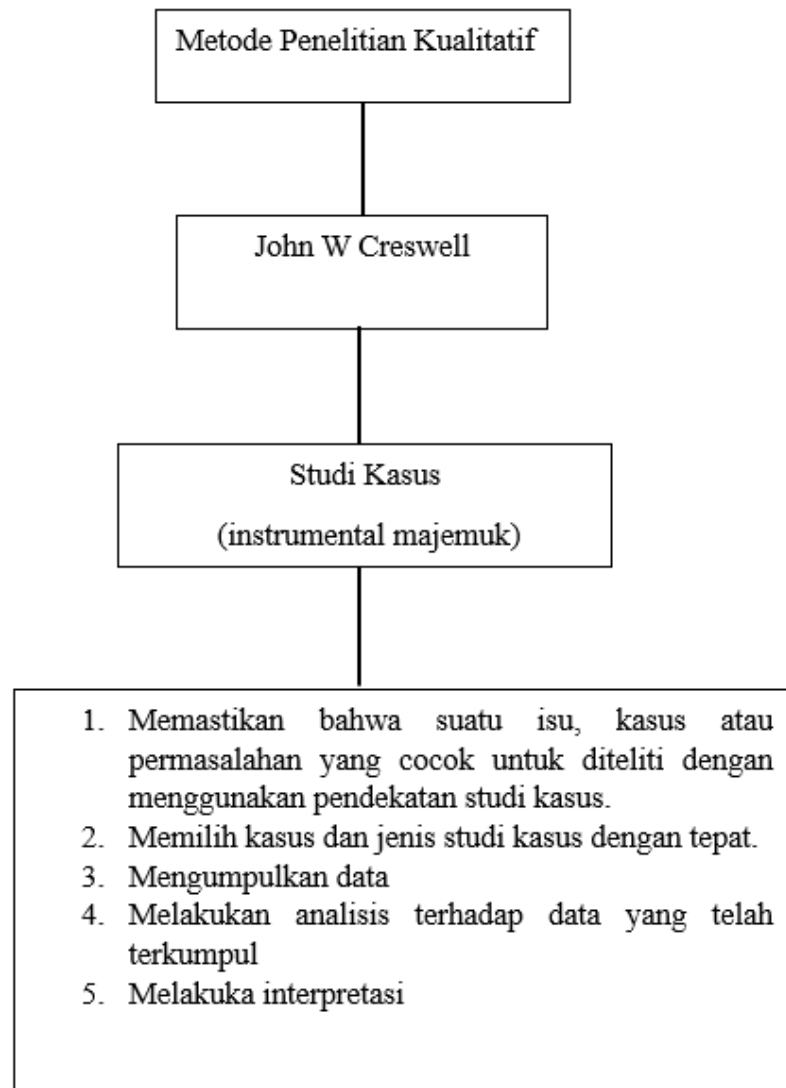 Metode Penelitian Kualitatif
John W Creswell
Studi Kasus
(instrumental majemuk)
1. Memastikan bahwa suatu isu, kasus atau
permasalahan yang cocok untuk diteliti dengan
menggunakan pendekatan studi kasus.
2. Memilih kasus dan jenis studi kasus dengan tepat.
3. Mengumpulkan data
4. Melakukan analisis terhadap data yang telah
terkumpul
5. Melakuka interpretasi